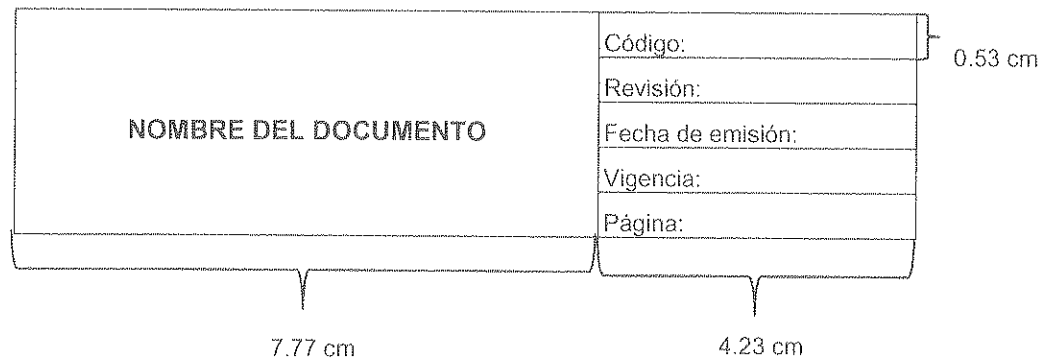 Código:
0.53 cm
Revisión:
NOMBRE DEL DOCUMENTO
Fecha de emisión:
Vigencia:
Página:
7.77 cm
4.23 cm